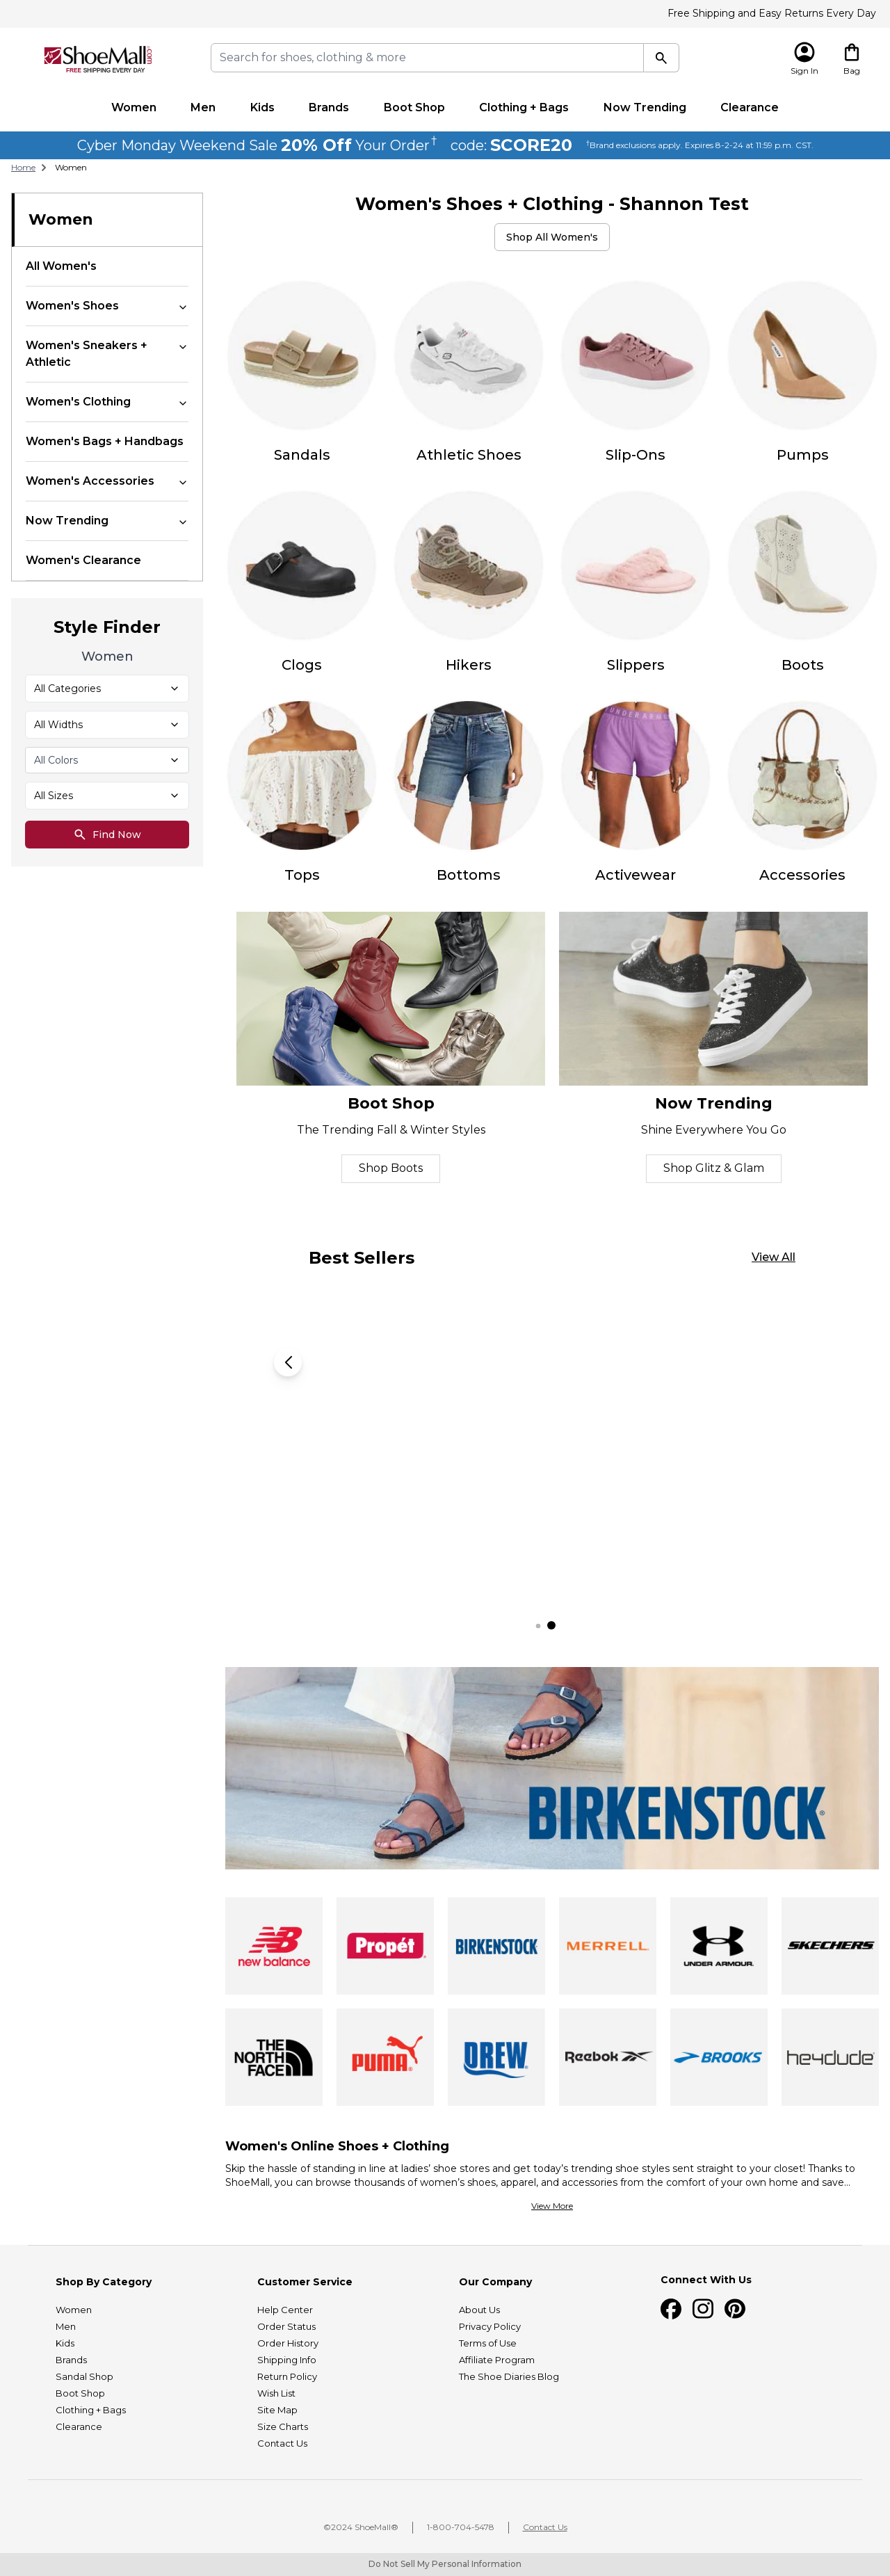 Free Shipping and Easy Returns Every Day
ShoeMall.com
FREE SHIPPING EVERY DAY
Search for shoes, clothing & more
Sign In
Bag
Women Men Kids Brands Boot Shop Clothing + Bags Now Trending Clearance
Cyber Monday Weekend Sale 20% Off Your Order† code: SCORE20 †Brand exclusions apply. Expires 8-2-24 at 11:59 p.m. CST.
Home > Women
Women
All Women's
Women's Shoes
Women's Sneakers +
Athletic
Women's Clothing
Women's Bags + Handbags
Women's Accessories
Now Trending
Women's Clearance
Style Finder
Women
All Categories
All Widths
All Colors
All Sizes
Find Now
Women's Shoes + Clothing - Shannon Test
Shop All Women's
Sandals
Athletic Shoes
Slip-Ons
Pumps
Clogs
Hikers
Slippers
Boots
UNDER ARMOUR
Tops
Bottoms
Activewear
Accessories
Boot Shop
The Trending Fall & Winter Styles
Shop Boots
Now Trending
Shine Everywhere You Go
Shop Glitz & Glam
Best Sellers
View All
BIRKENSTOCK
new balance
Propét
BIRKENSTOCK
MERRELL
UNDER ARMOUR
SKECHERS
THE
NORTH
FACE
PUMA
DREW
Reebok
BROOKS
heydude
Women's Online Shoes + Clothing
Skip the hassle of standing in line at ladies’ shoe stores and get today’s trending shoe styles sent straight to your closet! Thanks to
ShoeMall, you can browse thousands of women’s shoes, apparel, and accessories from the comfort of your own home and save...
View More
Shop By Category
Women
Men
Kids
Brands
Sandal Shop
Boot Shop
Clothing + Bags
Clearance
Customer Service
Help Center
Order Status
Order History
Shipping Info
Return Policy
Wish List
Site Map
Size Charts
Contact Us
Our Company
About Us
Privacy Policy
Terms of Use
Affiliate Program
The Shoe Diaries Blog
Connect With Us
©2024 ShoeMall®
1-800-704-5478
Contact Us
Do Not Sell My Personal Information